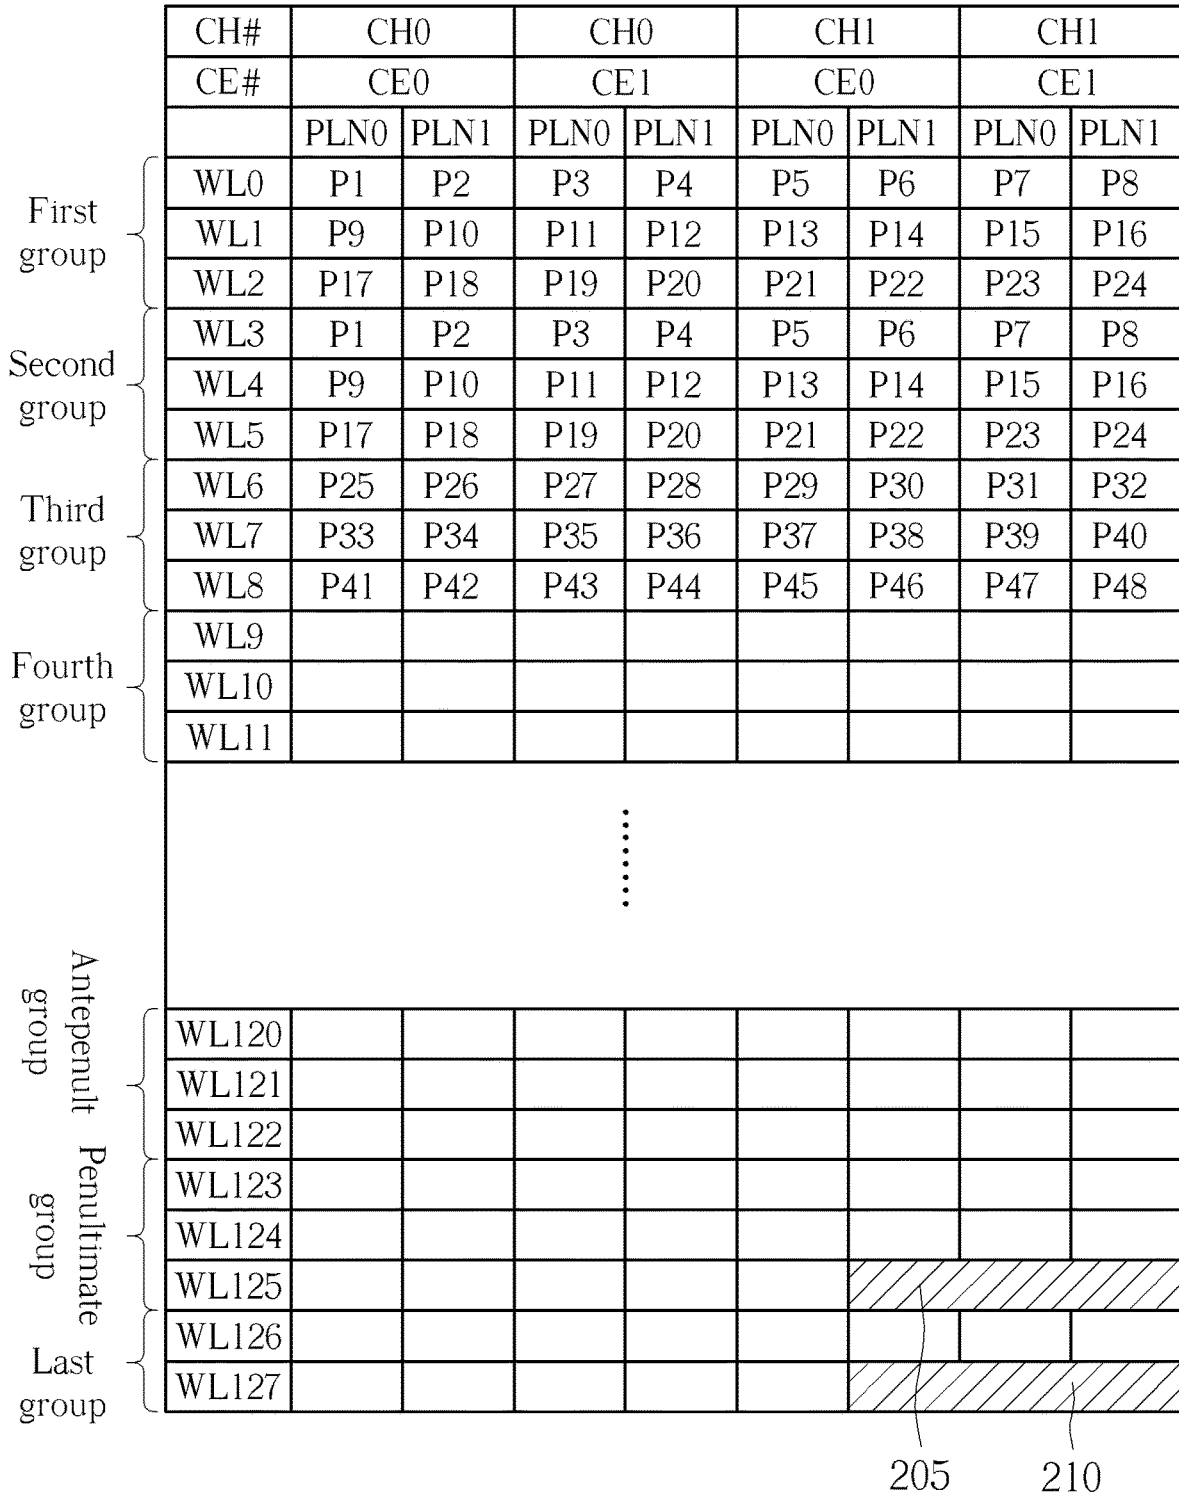 CH# CH0 CH0 CH1 CH1
CE# CE0 CE1 CE0 CE1
PLN0 PLN1 PLN0 PLN1 PLN0 PLN1 PLN0 PLN1
First group
WL0 P1 P2 P3 P4 P5 P6 P7 P8
WL1 P9 P10 P11 P12 P13 P14 P15 P16
WL2 P17 P18 P19 P20 P21 P22 P23 P24
Second group
WL3 P1 P2 P3 P4 P5 P6 P7 P8
WL4 P9 P10 P11 P12 P13 P14 P15 P16
WL5 P17 P18 P19 P20 P21 P22 P23 P24
Third group
WL6 P25 P26 P27 P28 P29 P30 P31 P32
WL7 P33 P34 P35 P36 P37 P38 P39 P40
WL8 P41 P42 P43 P44 P45 P46 P47 P48
Fourth group
WL9
WL10
WL11
Antepenult group
WL120
WL121
WL122
Penultimate group
WL123
WL124
WL125
Last group
WL126
WL127
205 210